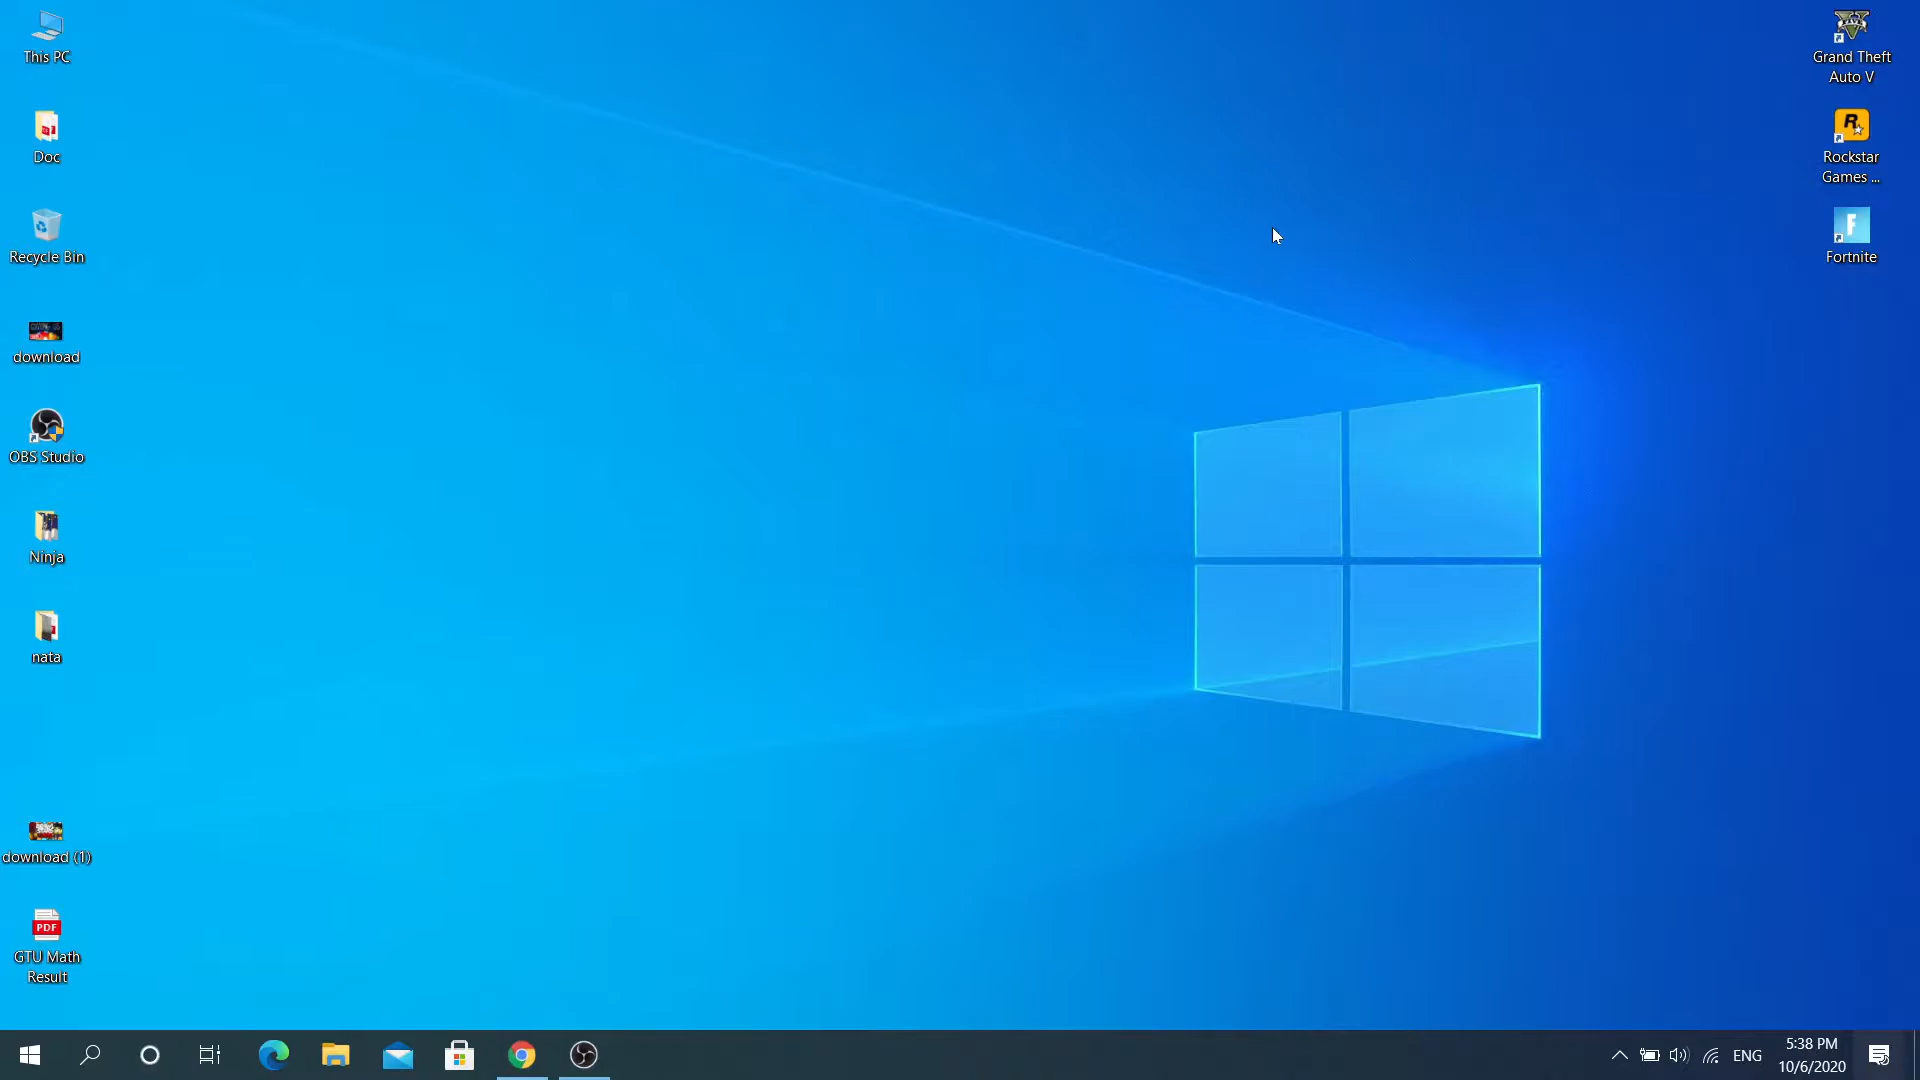 This PC
Doc
Recycle Bin
download
OBS Studio
Ninja
nata
download (1)
PDF
GTU Math
Result
Grand Theft
Auto V
R
Rockstar
Games ...
F
Fortnite
ENG
5:38 PM
10/6/2020